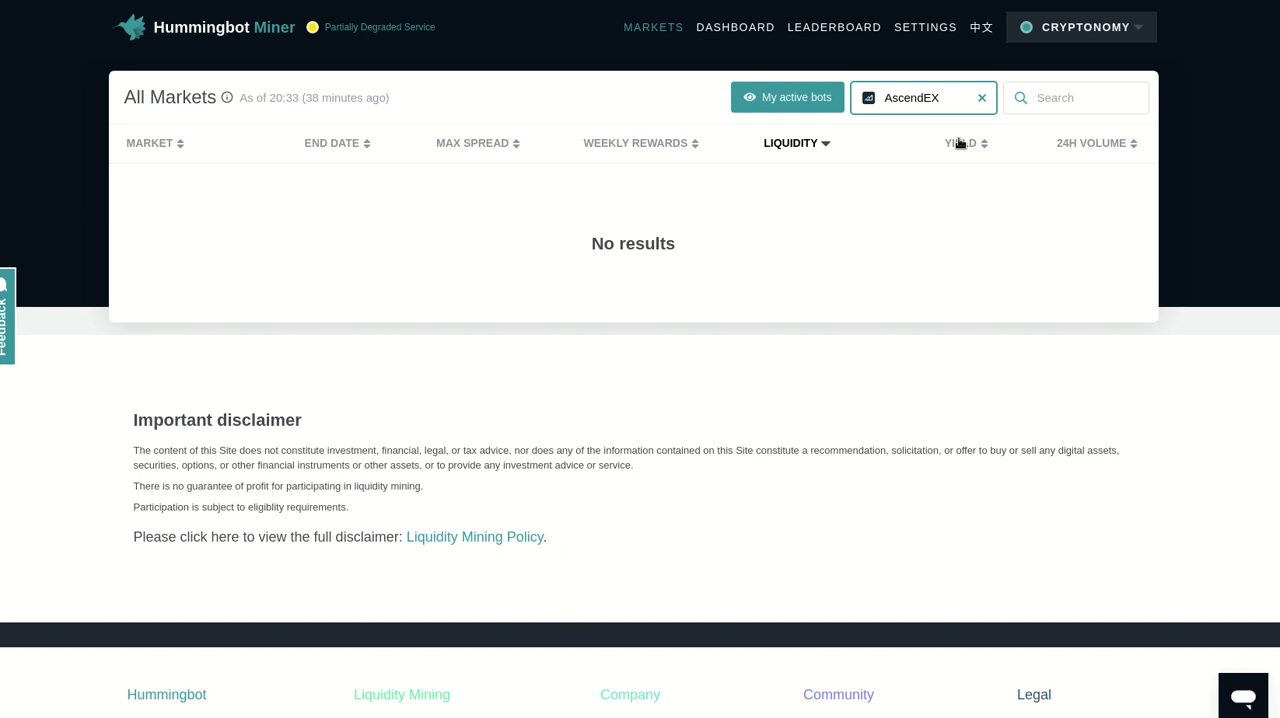 Hummingbot Miner
Partially Degraded Service
MARKETS DASHBOARD LEADERBOARD SETTINGS 中文 CRYPTONOMY
All Markets As of 20:33 (38 minutes ago)
My active bots
AscendEX
Search
MARKET END DATE MAX SPREAD WEEKLY REWARDS LIQUIDITY 24H VOLUME
No results
Feedback
Important disclaimer
The content of this Site does not constitute investment, financial, legal, or tax advice, nor does any of the information contained on this Site constitute a recommendation, solicitation, or offer to buy or sell any digital assets,
securities, options, or other financial instruments or other assets, or to provide any investment advice or service.
There is no guarantee of profit for participating in liquidity mining.
Participation is subject to eligiblity requirements.
Please click here to view the full disclaimer: Liquidity Mining Policy.
Hummingbot Liquidity Mining Company Community Legal